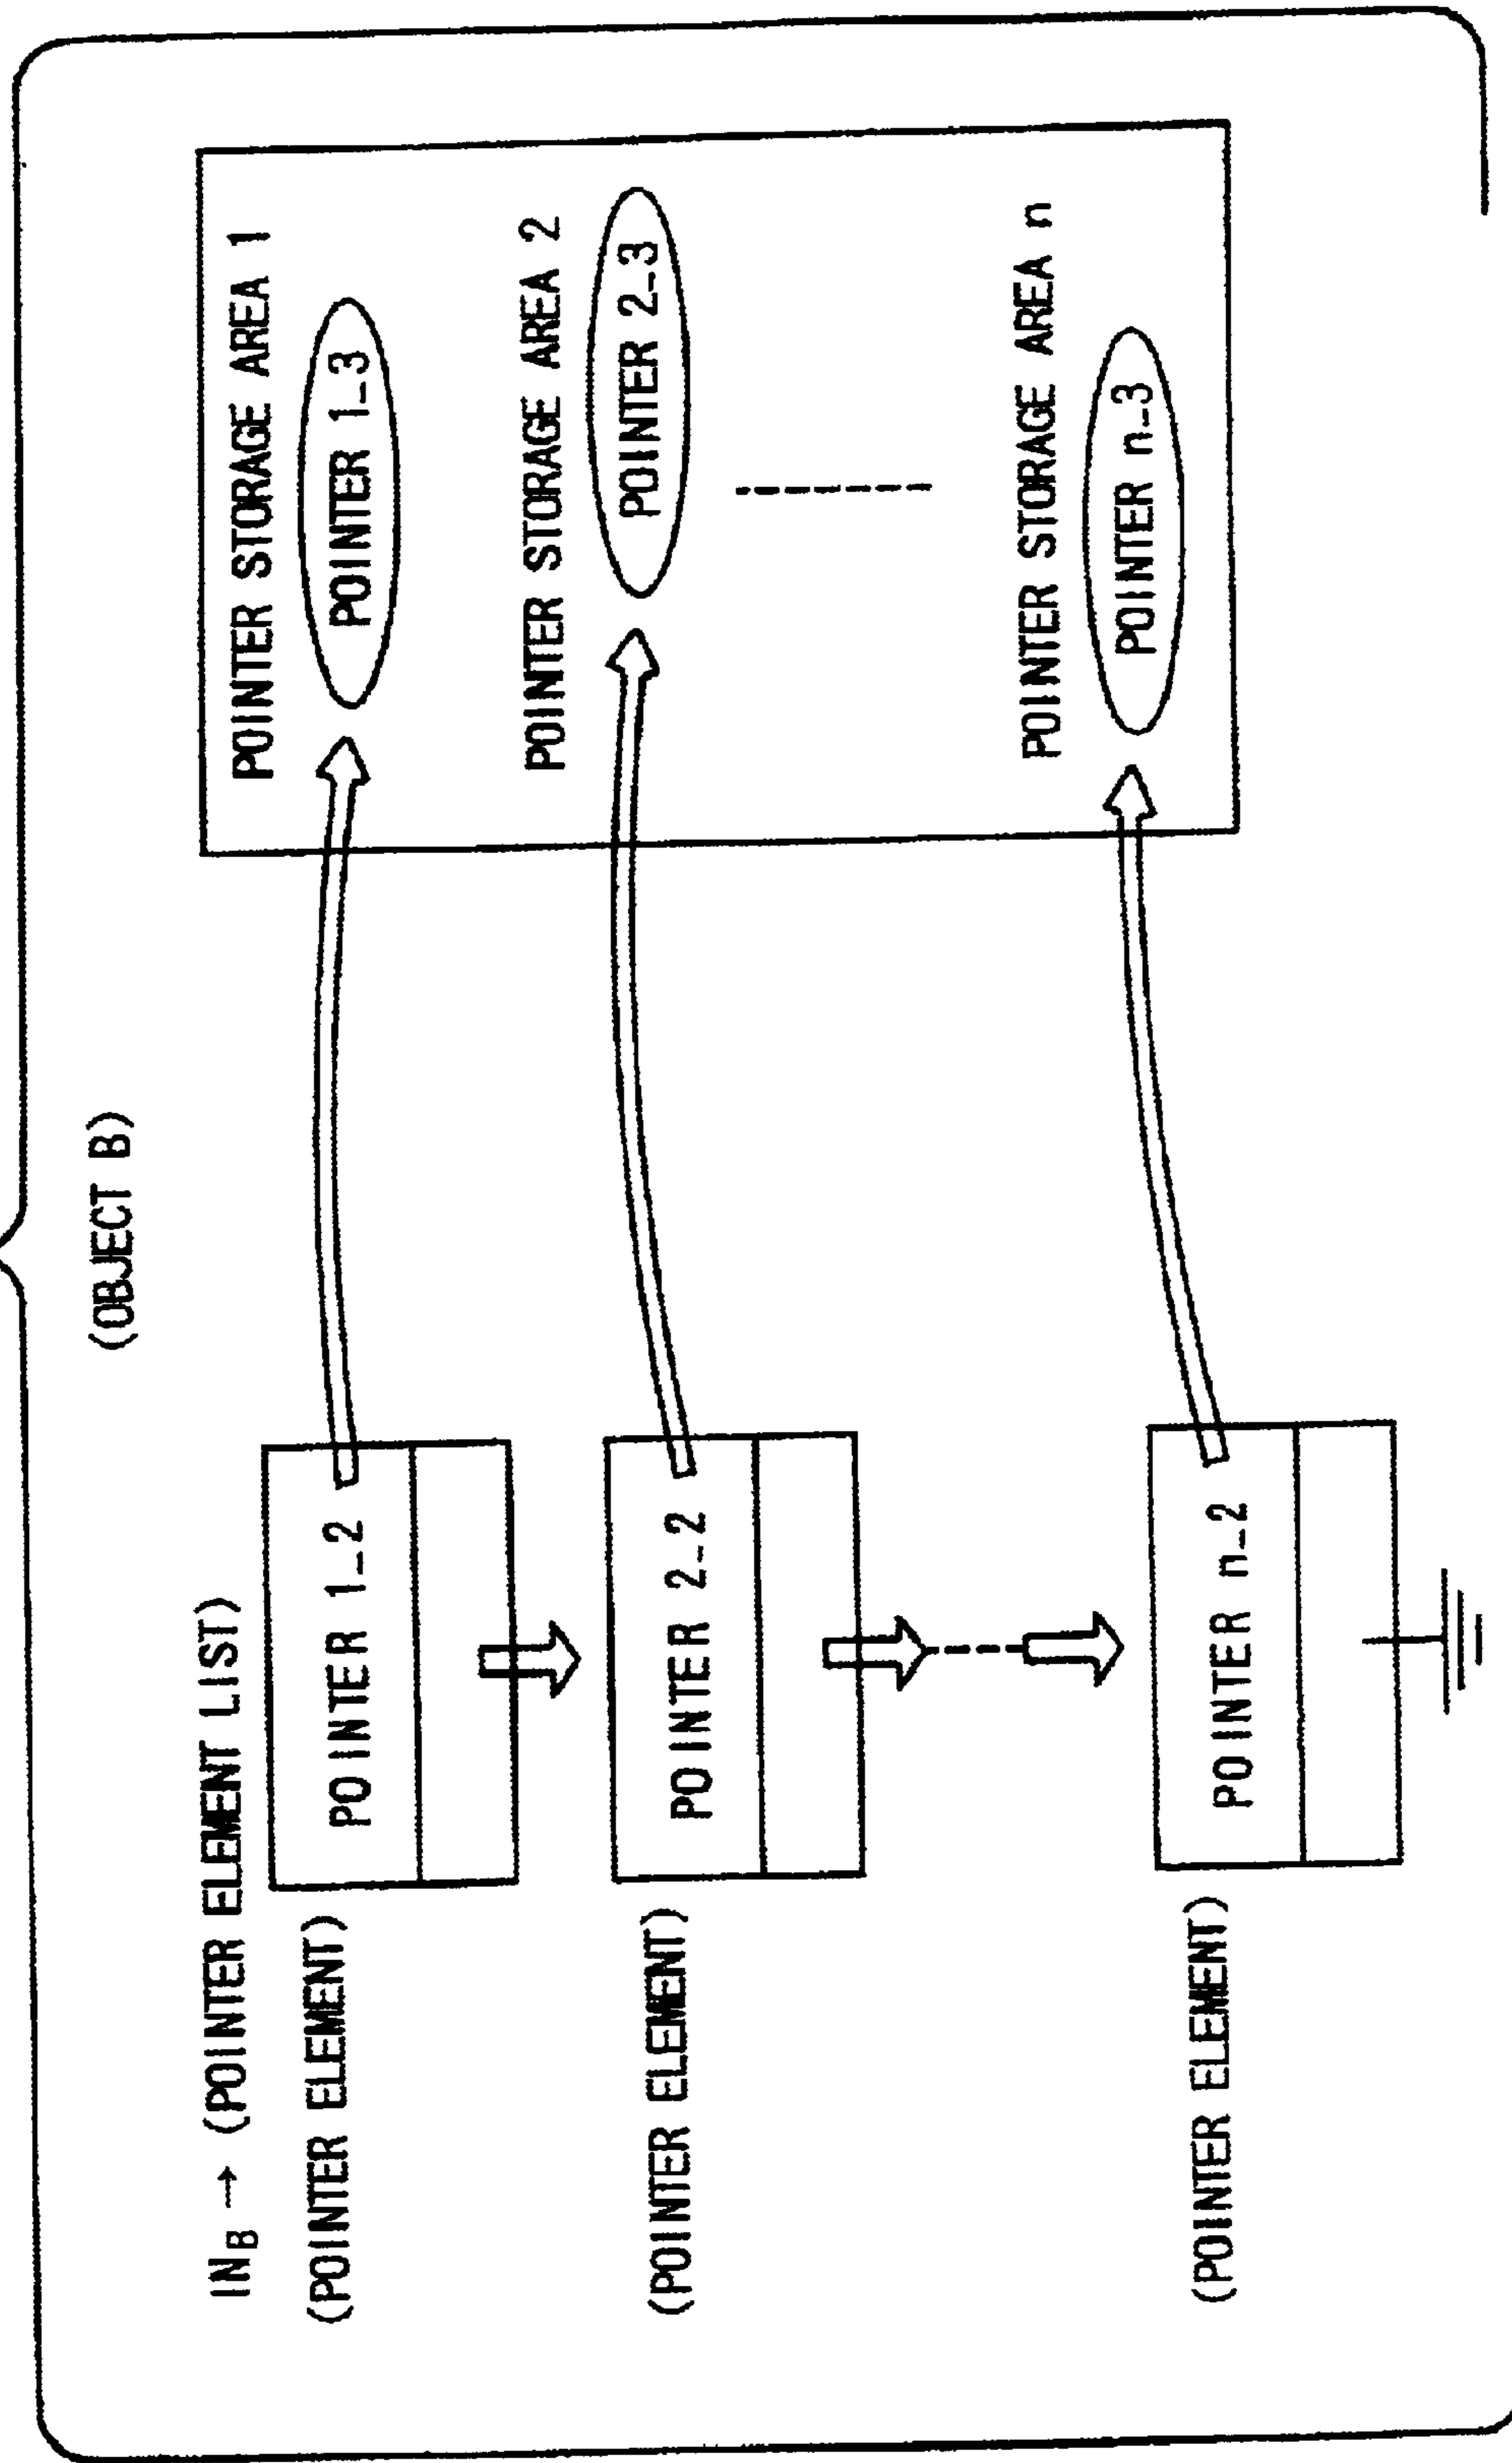 (OBJECT B)
IN_B → (POINTER ELEMENT LIST)
(POINTER ELEMENT)
POINTER 1_2
POINTER STORAGE AREA 1
POINTER 1_3
(POINTER ELEMENT)
POINTER 2_2
POINTER STORAGE AREA 2
POINTER 2_3
(POINTER ELEMENT)
POINTER n_2
POINTER STORAGE AREA n
POINTER n_3